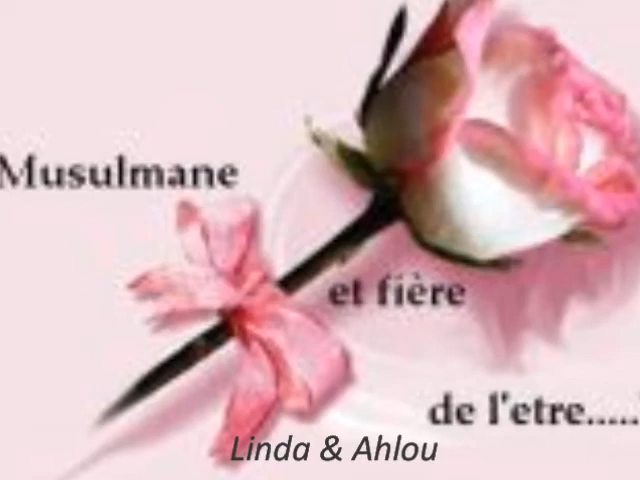 Musulmane
et fière
de l'etre.....
Linda & Ahlou